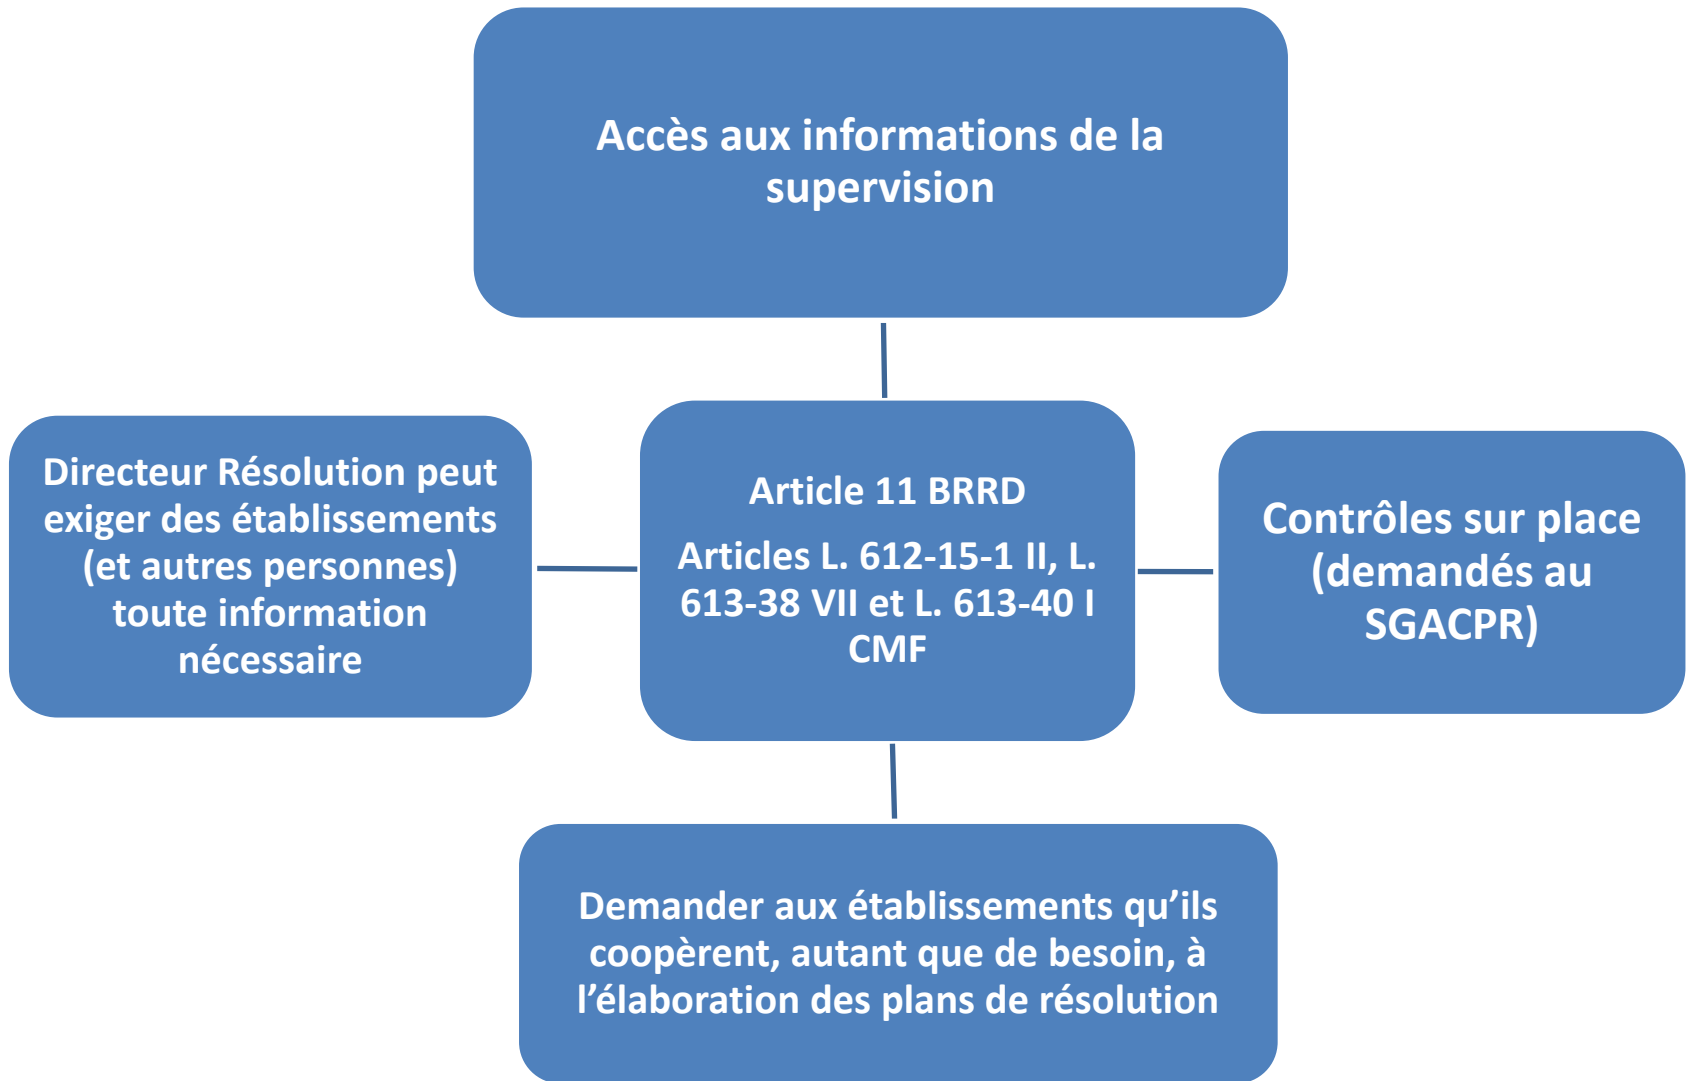 Accès aux informations de la
supervision
Directeur Résolution peut
exiger des établissements
(et autres personnes)
toute information
nécessaire
Article 11 BRRD
Articles L. 612-15-1 II, L.
613-38 VII et L. 613-40 I
CMF
Contrôles sur place
(demandés au
SGACPR)
Demander aux établissements qu’ils
coopèrent, autant que de besoin, à
l’élaboration des plans de résolution